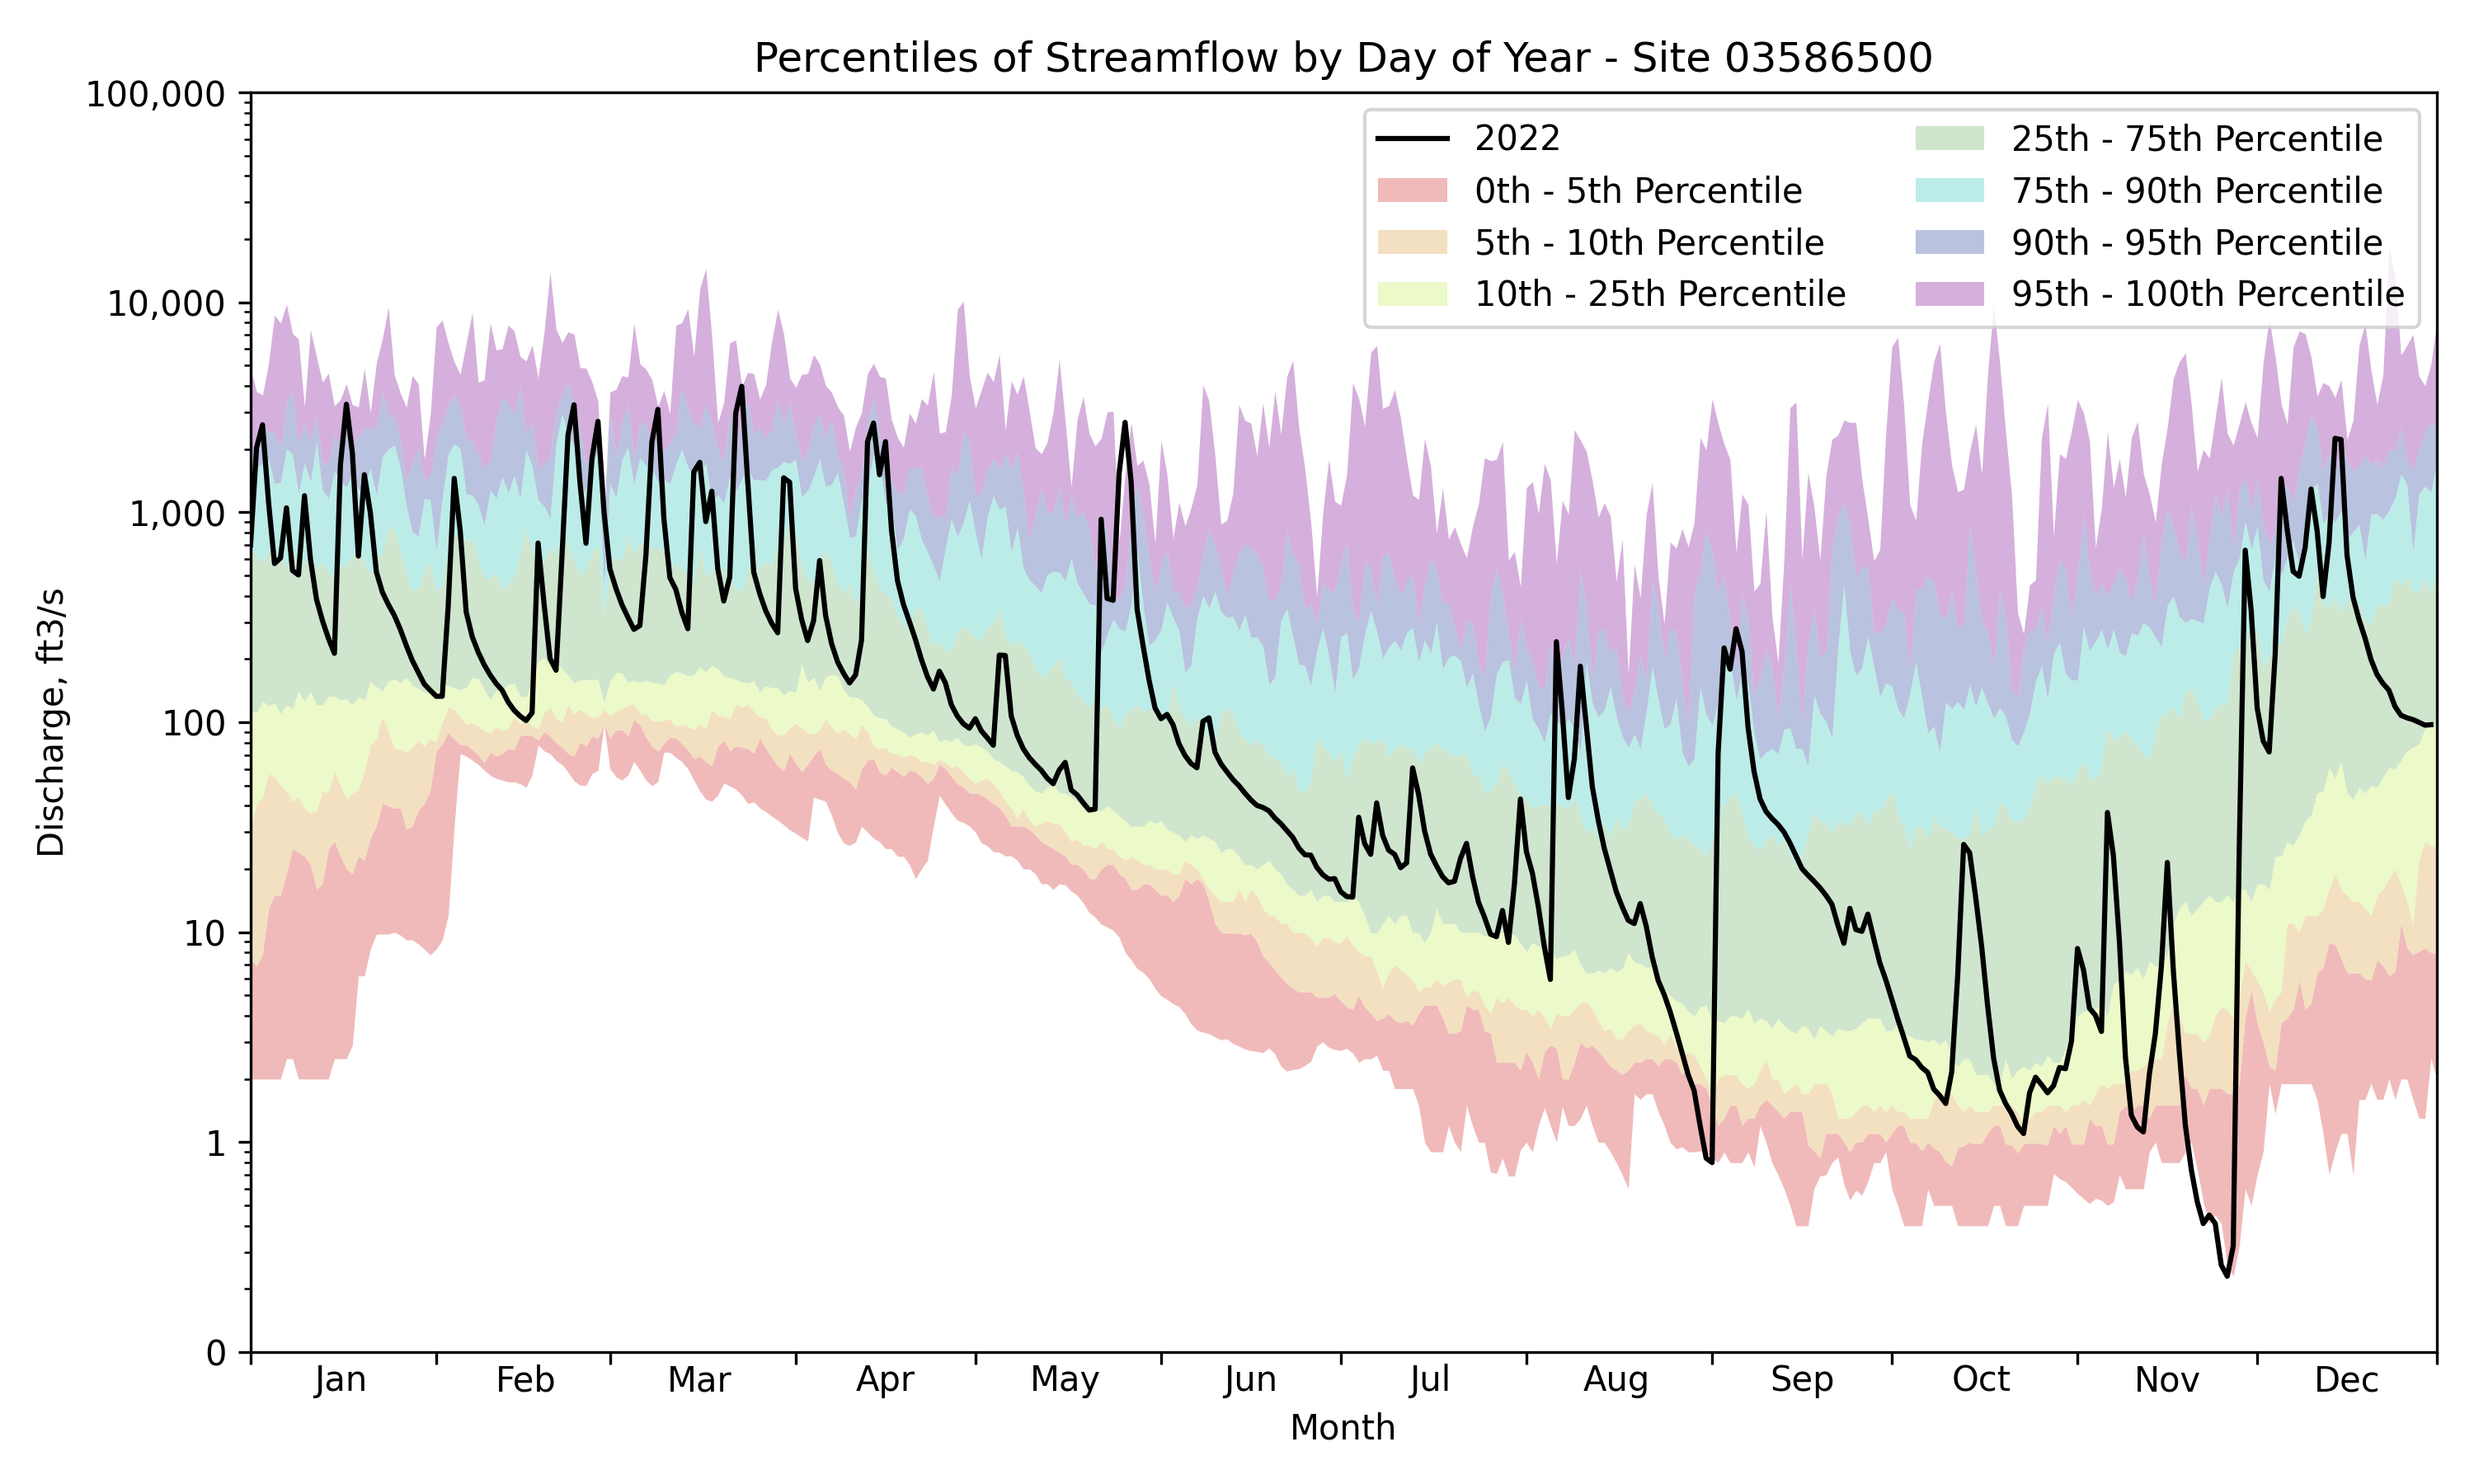 Percentiles of Streamflow by Day of Year - Site 03586500
100,000
10,000
1,000
100
10
1
0
Discharge, ft3/s
2022
0th - 5th Percentile
5th - 10th Percentile
10th - 25th Percentile
25th - 75th Percentile
75th - 90th Percentile
90th - 95th Percentile
95th - 100th Percentile
Jan Feb Mar Apr May Jun Jul Aug Sep Oct Nov Dec
Month